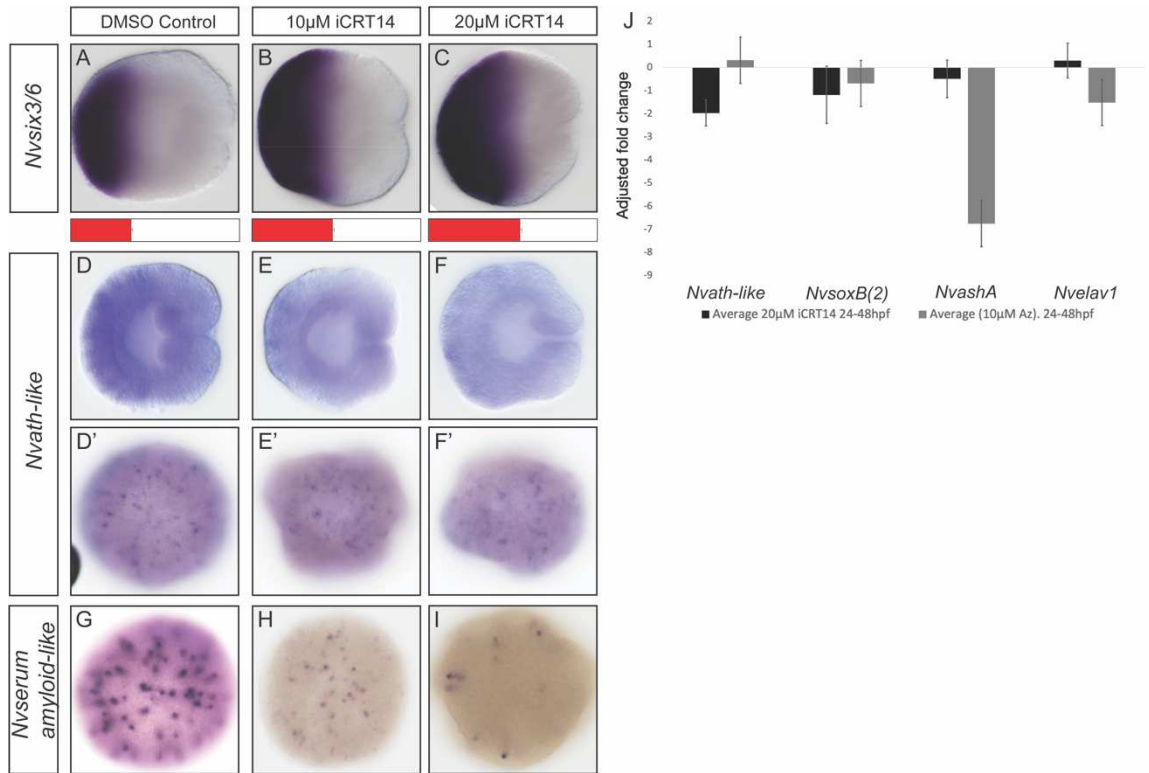 DMSO Control
10µM iCRT14
20µM iCRT14
Nvsix3/6
A
B
C
Nvath-like
D
E
F
D’
E’
F’
Nvserum
amyloid-like
G
H
I
J
Adjusted fold change
2
1
0
-1
-2
-3
-4
-5
-6
-7
-8
-9
Nvath-like
NvsoxB(2)
NvashA
Nvelav1
Average 20µM iCRT14 24-48hpf
Average (10µM Az). 24-48hpf